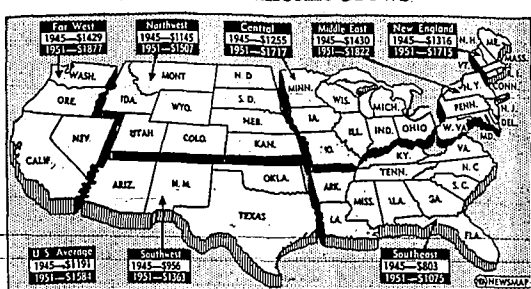 Far West
1945—$1429
1951—$1877
Northwest
1945—$1145
1951—$1507
Central
1945—$1255
1951—$1717
Middle East
1945—$1430
1951—$1822
New England
1945—$1316
1951—$1715
WASH.
ORE.
CALIF.
NEV.
IDA.
MONT
WYO.
UTAH
COLO.
ARIZ.
N. M.
N D
S. D.
NEB.
KAN.
OKLA.
TEXAS
MINN.
IA.
MO.
ARK.
LA.
WIS.
ILL.
MICH.
IND.
OHIO
KY.
TENN.
MISS.
ALA.
GA.
FLA.
S. C.
N C
VA.
W. VA.
MD
DEL.
N. J.
PENN.
N. Y.
CONN.
R. I.
MASS.
VT.
N. H.
ME.
U S Average
1945—$1191
1951—$1584
Southwest
1945—$956
1951—$1363
Southeast
1945—$803
1951—$1075
NEWSMAP